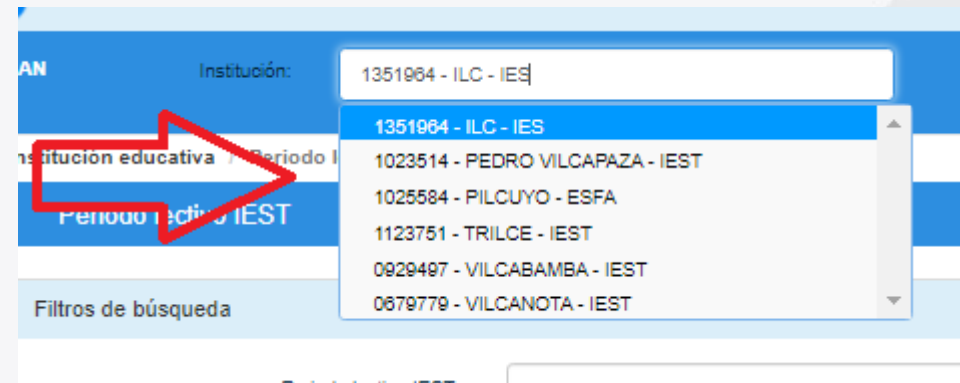 AN
Institución:
1351964 - ILC - IES
1351964 - ILC - IES
nstitución educativa / Periodo l
1023514 - PEDRO VILCAPAZA - IEST
1025584 - PILCUYO - ESFA
Periodo lectivo IEST
1123751 - TRILCE - IEST
0929497 - VILCABAMBA - IEST
Filtros de búsqueda
0679779 - VILCANOTA - IEST